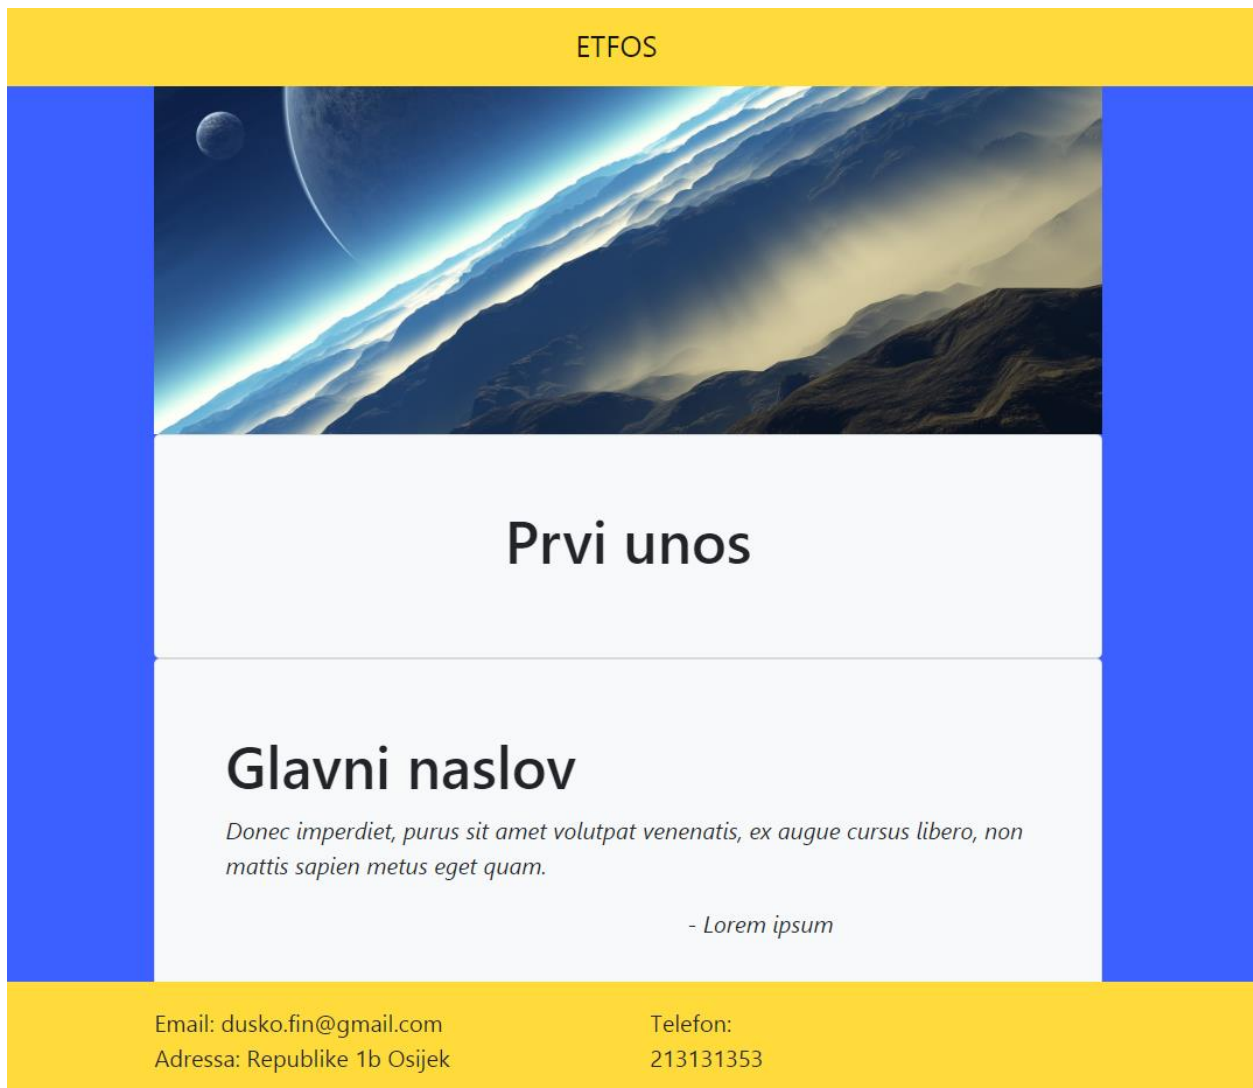 ETFOS
Prvi unos
Glavni naslov
Donec imperdiet, purus sit amet volutpat venenatis, ex augue cursus libero, non
mattis sapien metus eget quam.
- Lorem ipsum
Email: dusko.fin@gmail.com
Adressa: Republike 1b Osijek
Telefon:
213131353